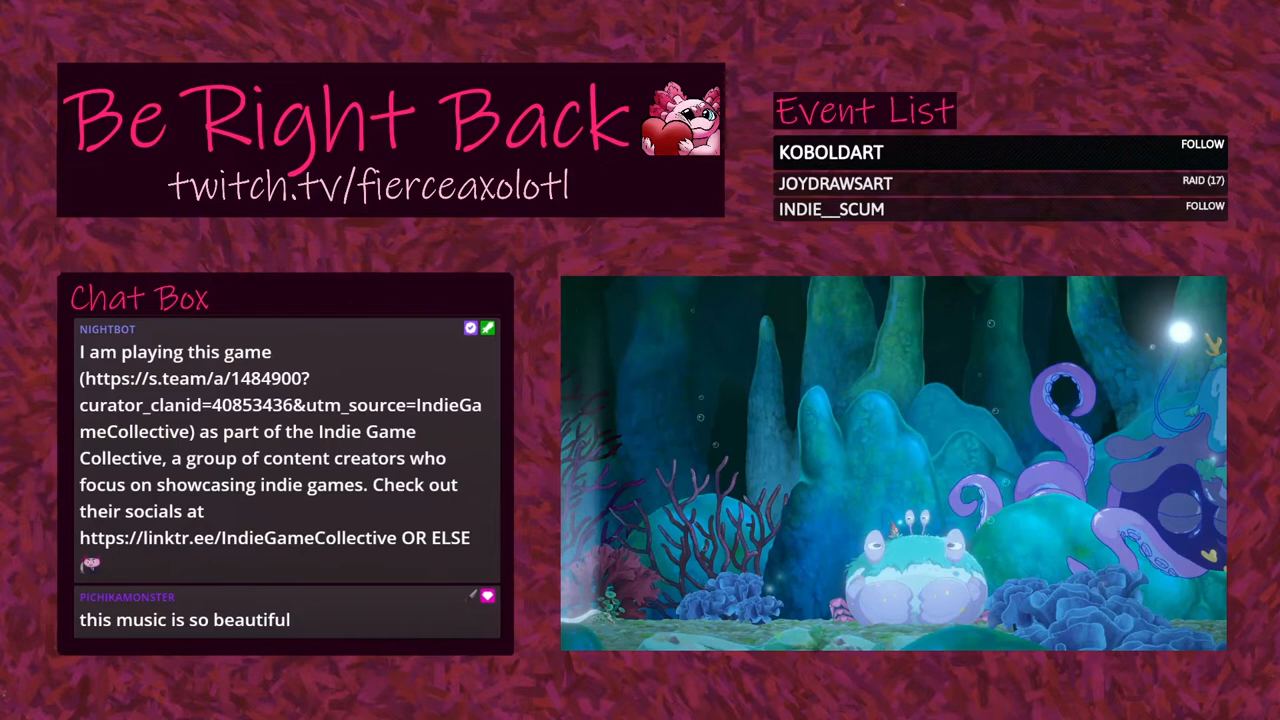 Be Right Back
twitch.tv/fierceaxolotl
Event List
KOBOLDART FOLLOW
JOYDRAWSART RAID (17)
INDIE__SCUM FOLLOW
Chat Box
NIGHTBOT
I am playing this game
(https://s.team/a/1484900?
curator_clanid=40853436&utm_source=IndieGa
meCollective) as part of the Indie Game
Collective, a group of content creators who
focus on showcasing indie games. Check out
their socials at
https://linktr.ee/IndieGameCollective OR ELSE
PICHIKAMONSTER
this music is so beautiful